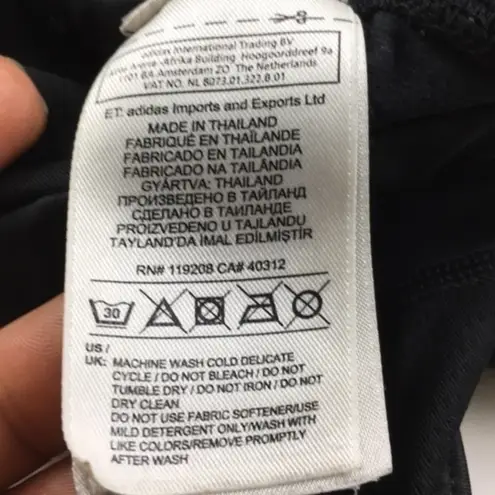 adidas International Trading BV
Arena -Afrika Building Hoogoorddreef 9a
1101 BA Amsterdam ZO The Netherlands
VAT NO. NL 8073.01.322.B.01
ET: adidas Imports and Exports Ltd
MADE IN THAILAND
FABRIQUÉ EN THAÏLANDE
FABRICADO EN TAILANDIA
FABRICADO NA TAILÂNDIA
GYÁRTVA: THAILAND
ПРОИЗВЕДЕНО В ТАЙЛАНД
СДЕЛАНО В ТАИЛАНДЕ
PROIZVEDENO U TAJLANDU
TAYLAND'DA İMAL EDİLMİŞTİR
RN# 119208 CA# 40312
30
US /
UK: MACHINE WASH COLD DELICATE
CYCLE / DO NOT BLEACH / DO NOT
TUMBLE DRY / DO NOT IRON / DO NOT
DRY CLEAN
DO NOT USE FABRIC SOFTENER/USE
MILD DETERGENT ONLY/WASH WITH
LIKE COLORS/REMOVE PROMPTLY
AFTER WASH